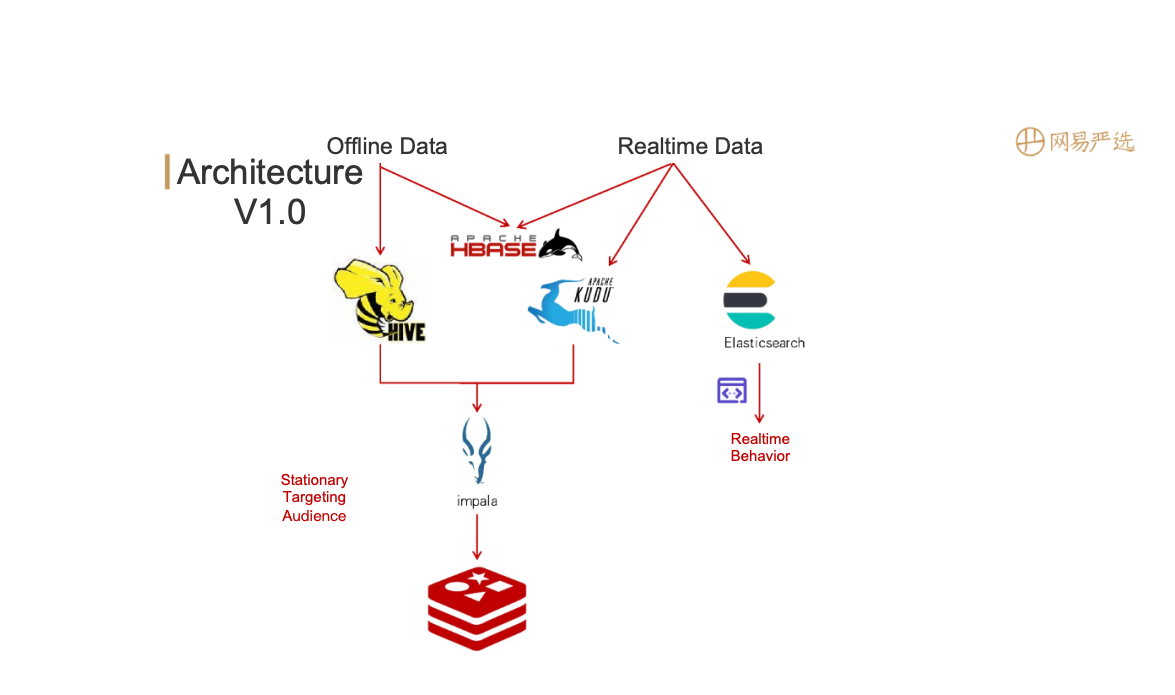 Offline Data
Realtime Data
Architecture
V1.0
网易严选
APACHE
HBASE
APACHE
KUDU
HIVE
Elasticsearch
Realtime
Behavior
Stationary
Targeting
Audience
impala